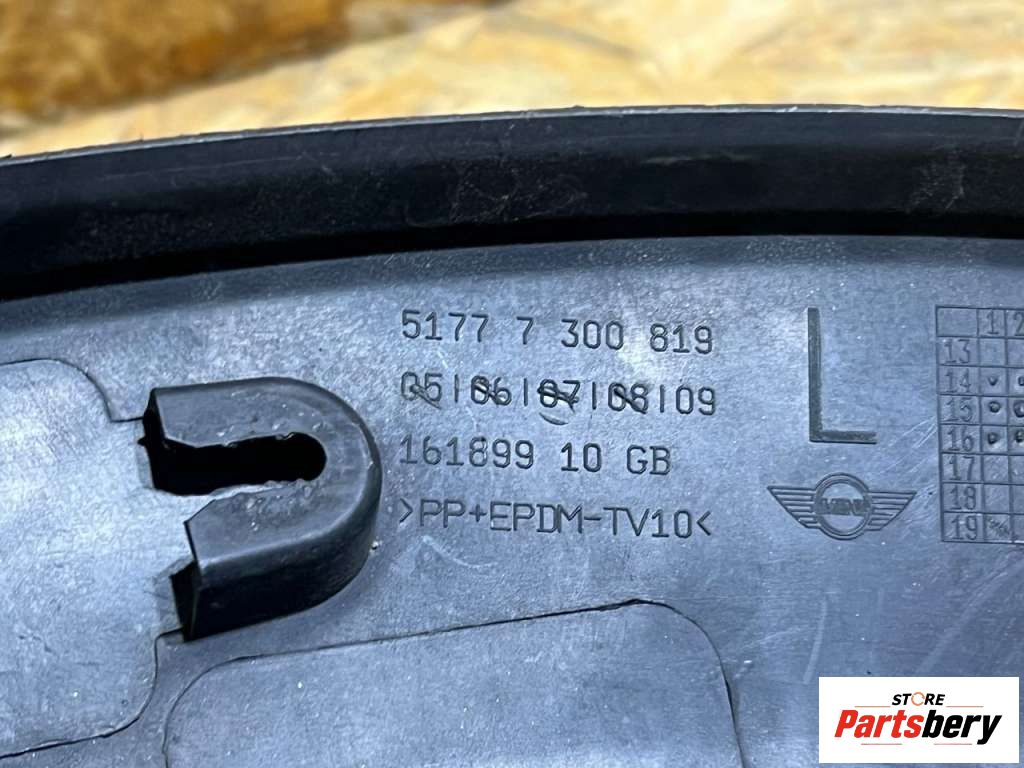 5177 7 300 819
05|06|07|08|09
161899 10 GB
>PP+EPDM-TV10<
L
MINI
1 2
13
14
15
16
17
18
19
STORE
Partsbery